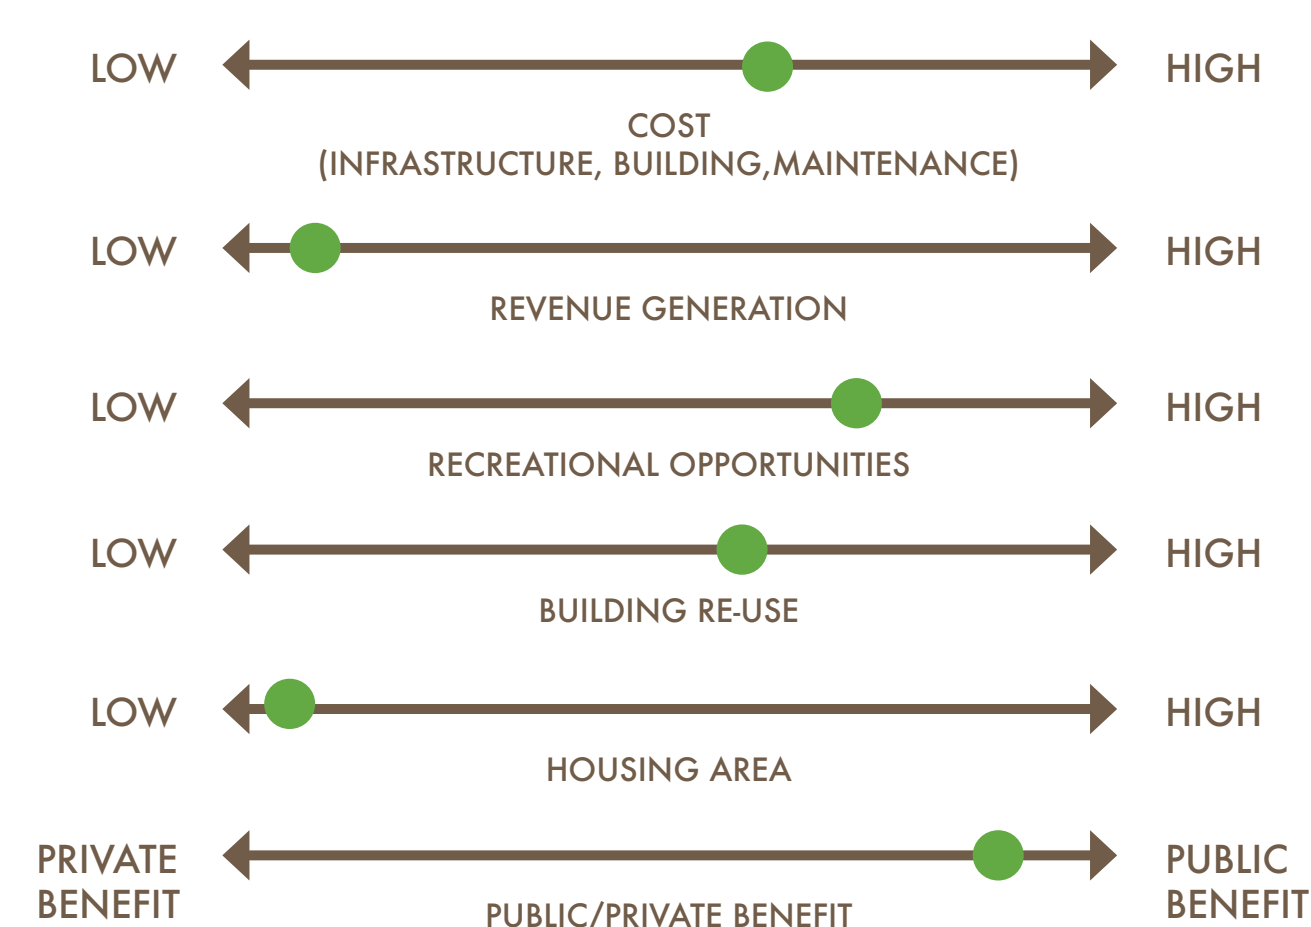 LOW HIGH
COST
(INFRASTRUCTURE, BUILDING,MAINTENANCE)
LOW HIGH
REVENUE GENERATION
LOW HIGH
RECREATIONAL OPPORTUNITIES
LOW HIGH
BUILDING RE-USE
LOW HIGH
HOUSING AREA
PRIVATE
BENEFIT
PUBLIC
BENEFIT
PUBLIC/PRIVATE BENEFIT